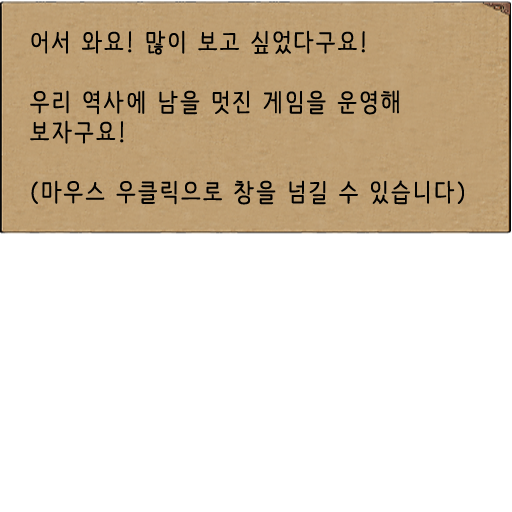 어서 와요! 많이 보고 싶었다구요!
우리 역사에 남을 멋진 게임을 운영해
보자구요!
(마우스 우클릭으로 창을 넘길 수 있습니다)